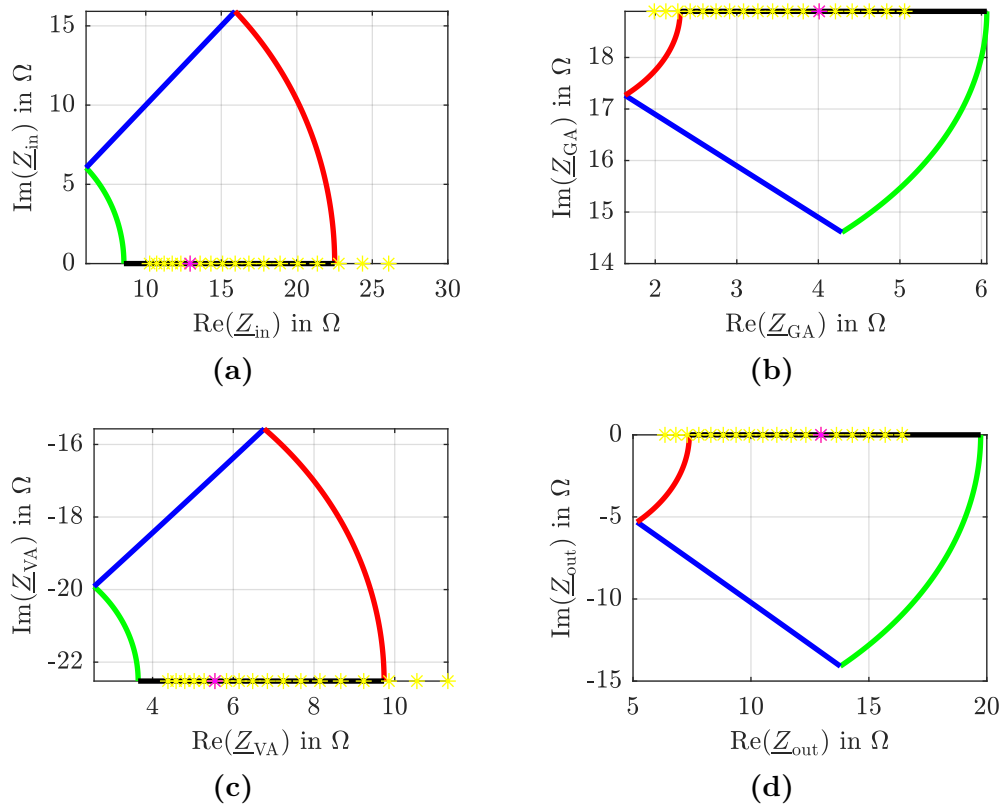 15
10
5
0
Im(Z_in) in Ω
10 15 20 25 30
Re(Z_in) in Ω
(a)
18
17
16
15
14
Im(Z_GA) in Ω
2 3 4 5 6
Re(Z_GA) in Ω
(b)
-16
-18
-20
-22
Im(Z_VA) in Ω
4 6 8 10
Re(Z_VA) in Ω
(c)
0
-5
-10
-15
Im(Z_out) in Ω
5 10 15 20
Re(Z_out) in Ω
(d)